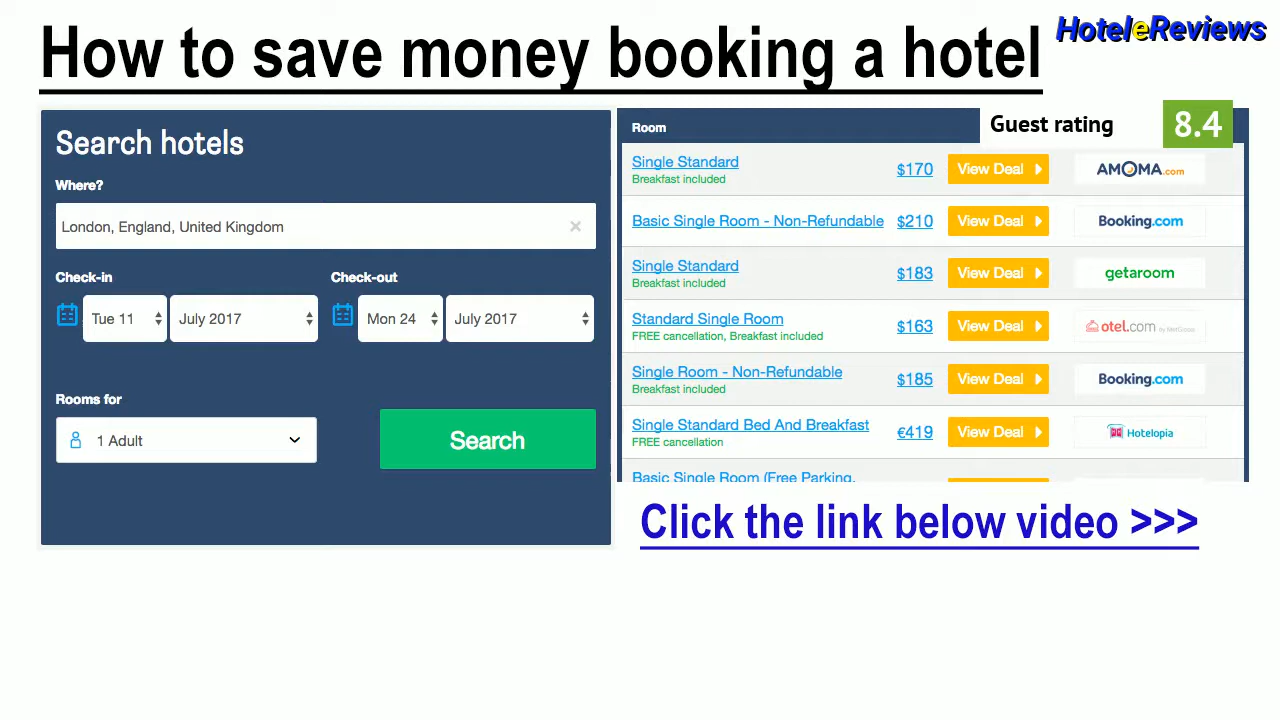 How to save money booking a hotel
HoteleReviews
Search hotels
Where?
London, England, United Kingdom
Check-in
Check-out
Tue 11
July 2017
Mon 24
July 2017
Rooms for
1 Adult
Search
Room
Guest rating
8.4
Single Standard
Breakfast included
$170
View Deal
AMOMA.com
Basic Single Room - Non-Refundable
$210
View Deal
Booking.com
Single Standard
Breakfast included
$183
View Deal
getaroom
Standard Single Room
FREE cancellation, Breakfast included
$163
View Deal
otel.com
Single Room - Non-Refundable
Breakfast included
$185
View Deal
Booking.com
Single Standard Bed And Breakfast
FREE cancellation
€419
View Deal
Hotelopia
Basic Single Room (Free Parking,
Click the link below video >>>